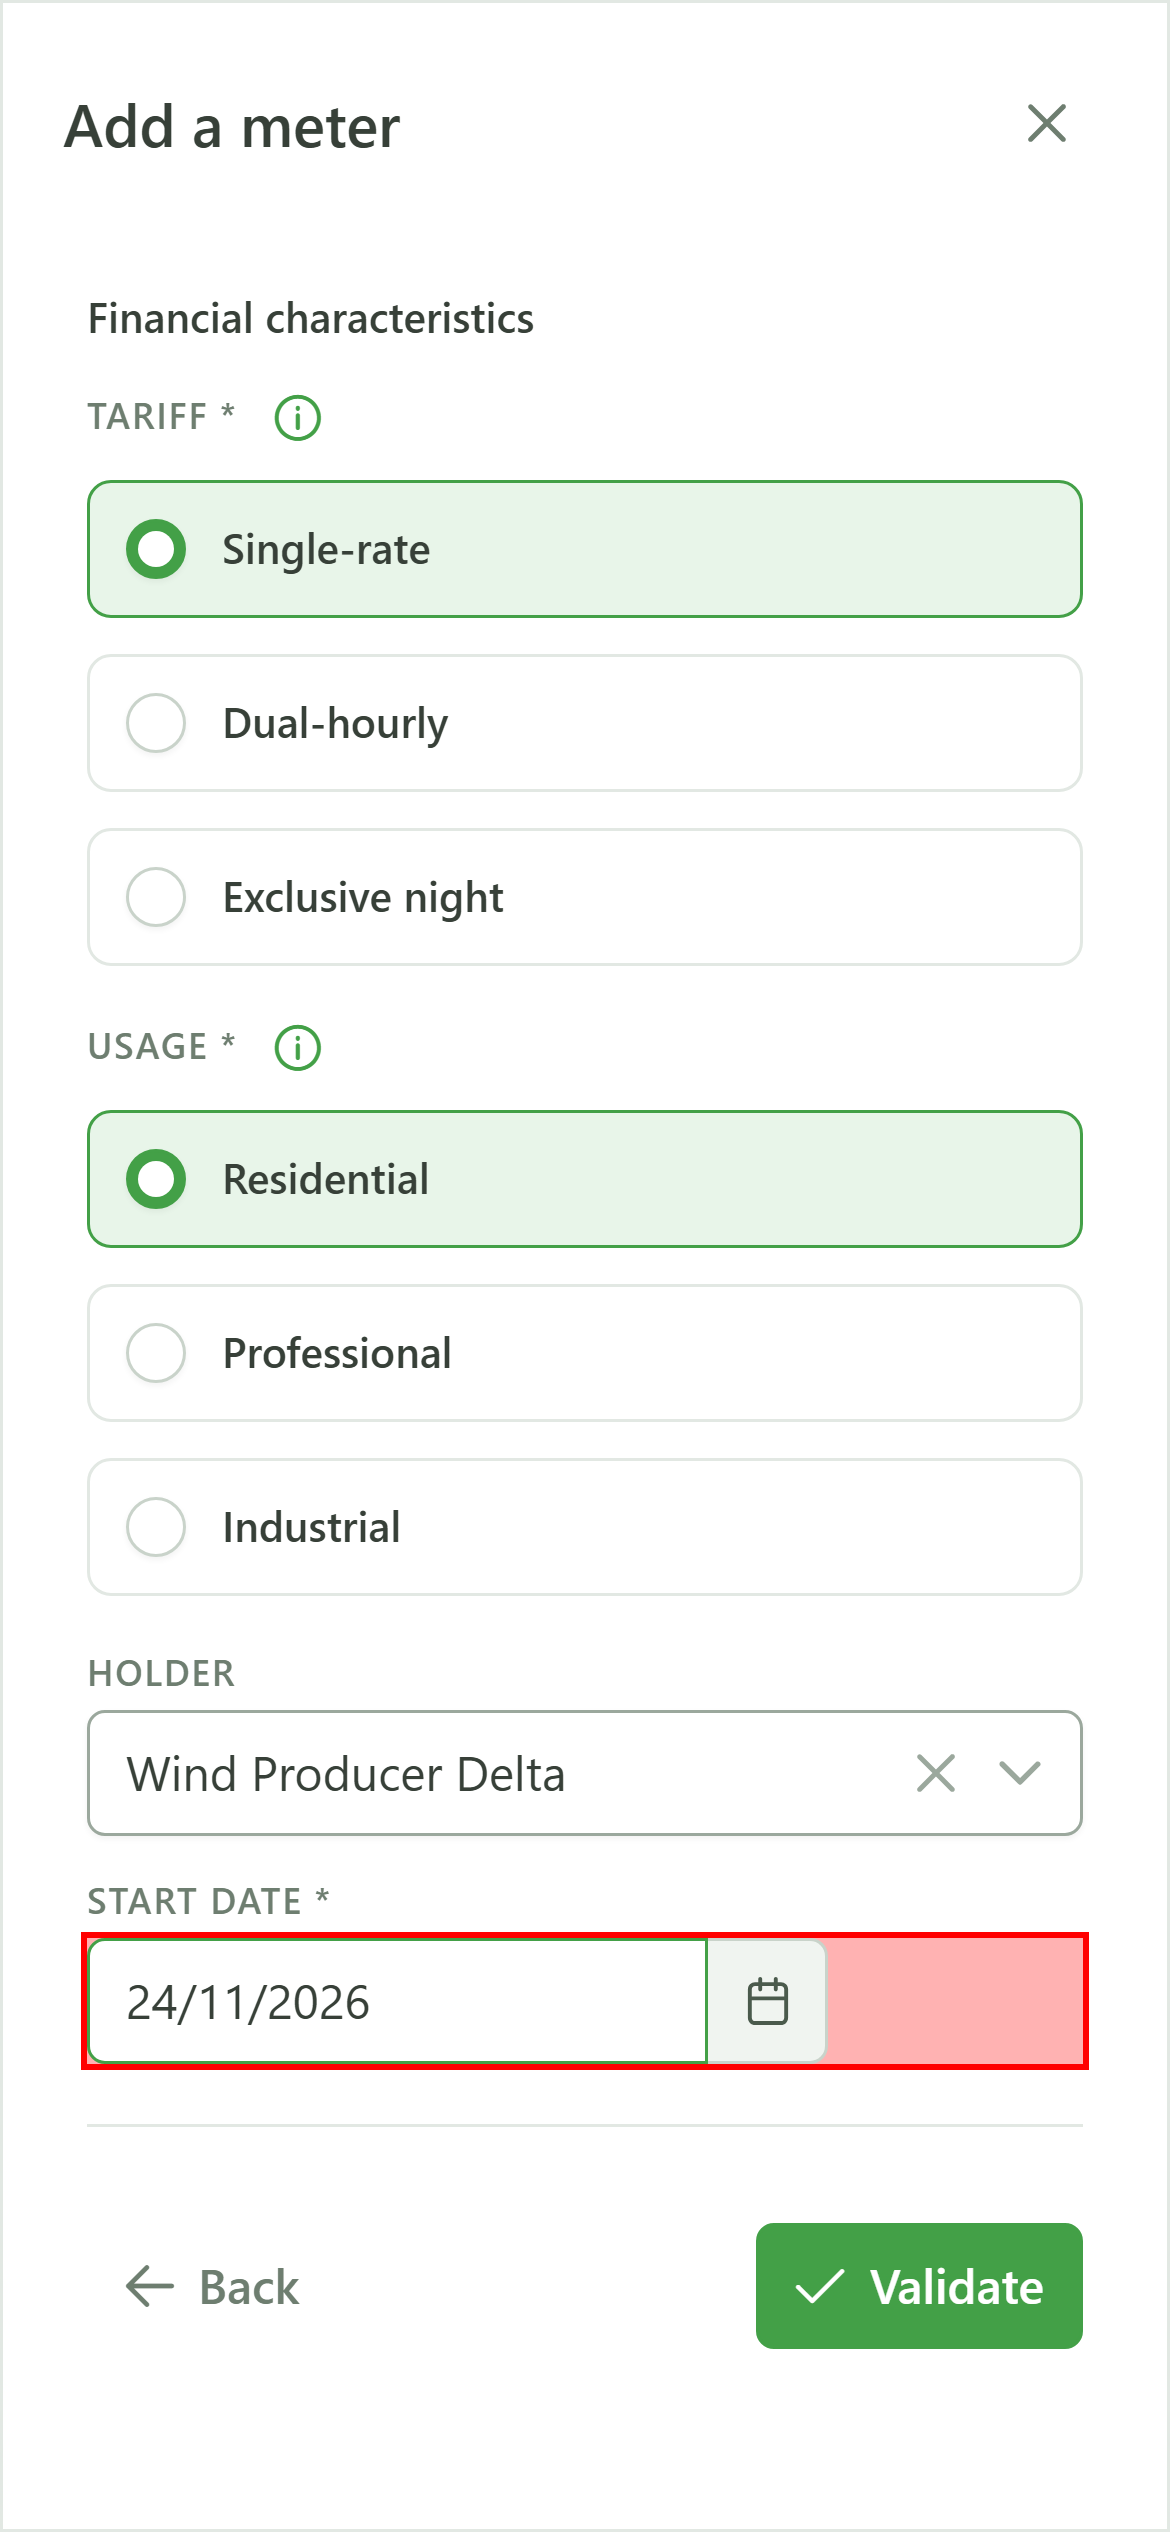 Add a meter
Financial characteristics
TARIFF *
Single-rate
Dual-hourly
Exclusive night
USAGE *
Residential
Professional
Industrial
HOLDER
Wind Producer Delta
START DATE *
24/11/2026
Back
Validate